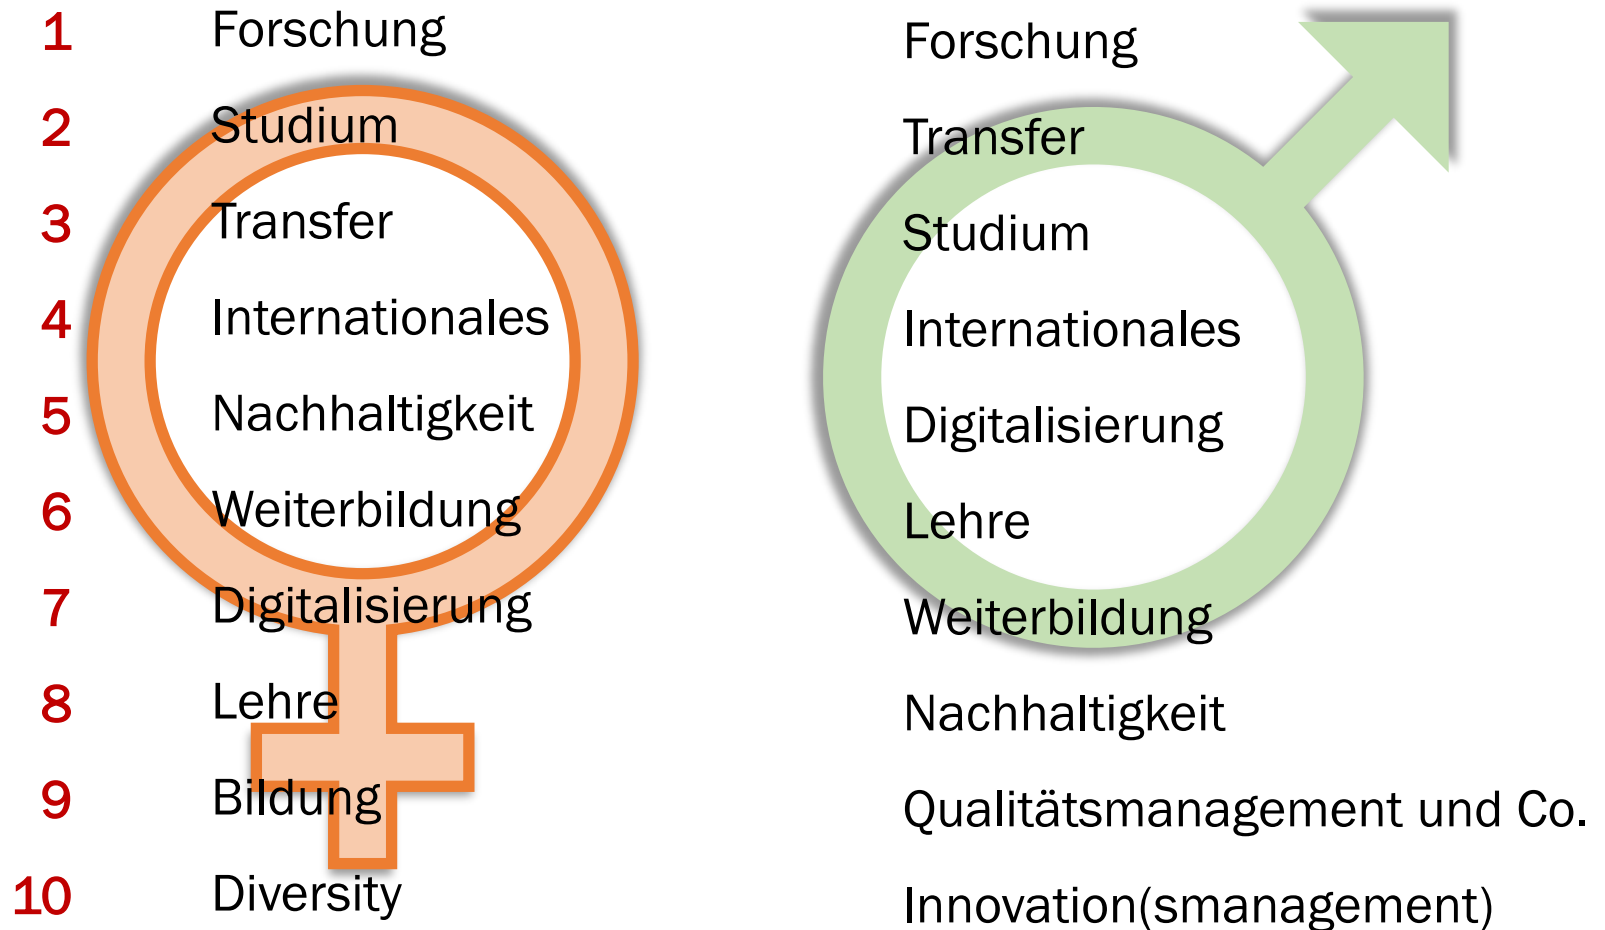 1 Forschung Forschung
2 Studium Transfer
3 Transfer Studium
4 Internationales Internationales
5 Nachhaltigkeit Digitalisierung
6 Weiterbildung Lehre
7 Digitalisierung Weiterbildung
8 Lehre Nachhaltigkeit
9 Bildung Qualitätsmanagement und Co.
10 Diversity Innovation(smanagement)